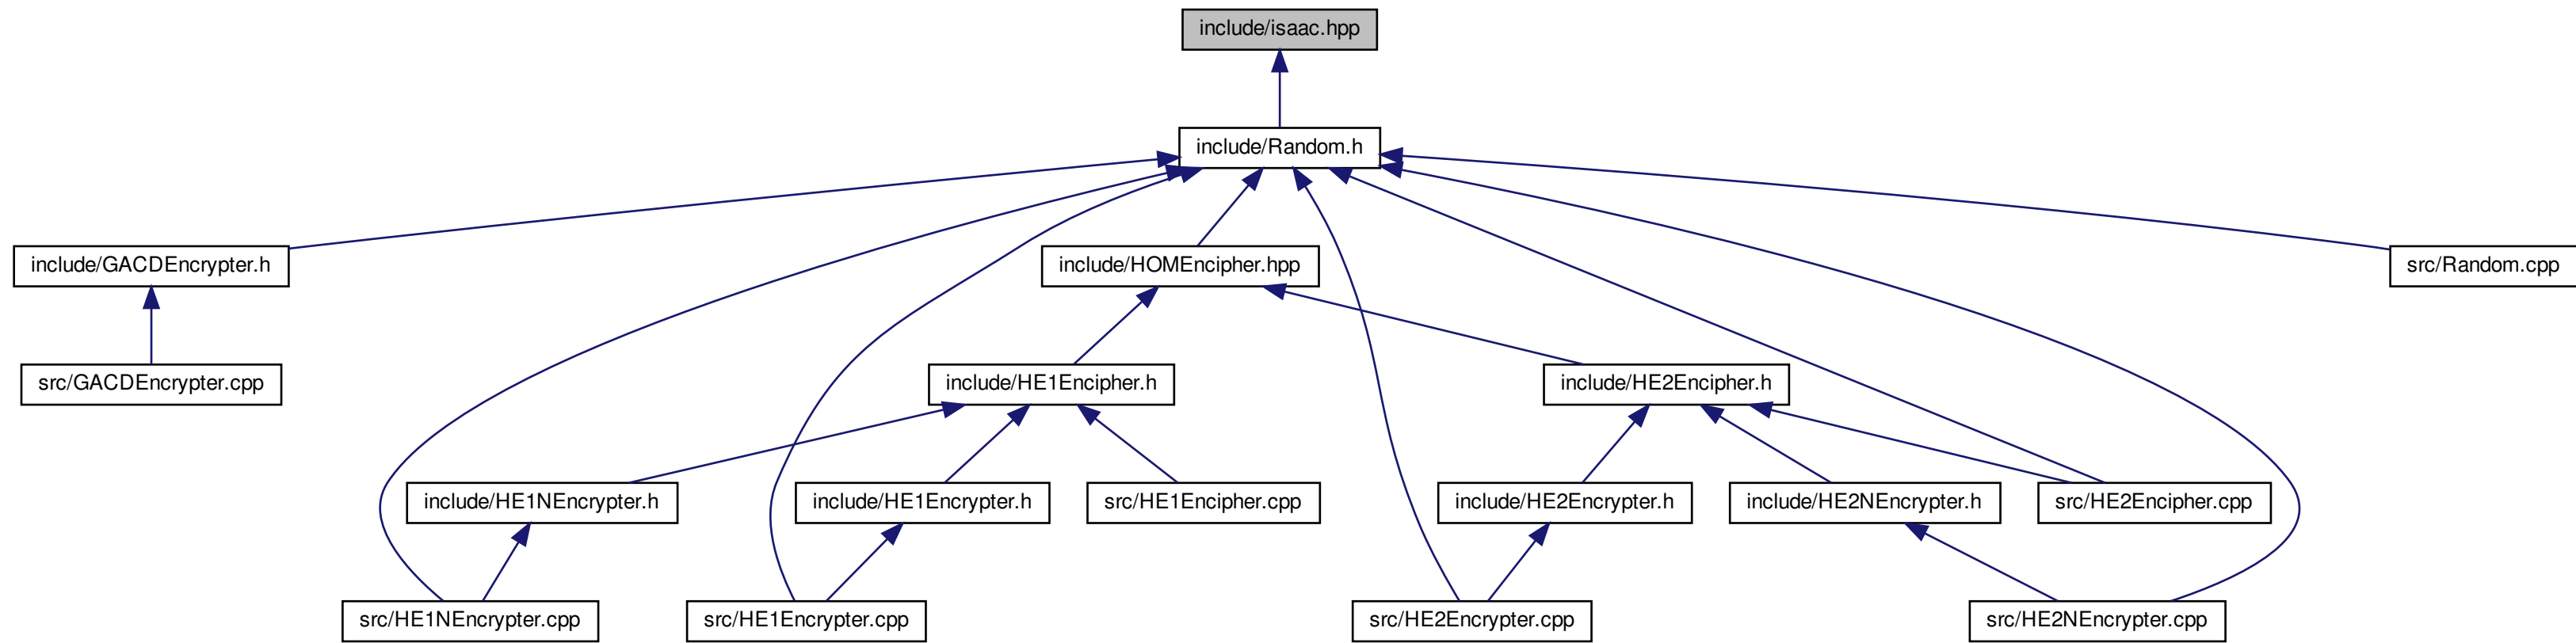 include/isaac.hpp
include/Random.h
include/GACDEncrypter.h
include/HOMEncipher.hpp
src/Random.cpp
src/GACDEncrypter.cpp
include/HE1Encipher.h
include/HE2Encipher.h
include/HE1NEncrypter.h
include/HE1Encrypter.h
src/HE1Encipher.cpp
include/HE2Encrypter.h
include/HE2NEncrypter.h
src/HE2Encipher.cpp
src/HE1NEncrypter.cpp
src/HE1Encrypter.cpp
src/HE2Encrypter.cpp
src/HE2NEncrypter.cpp